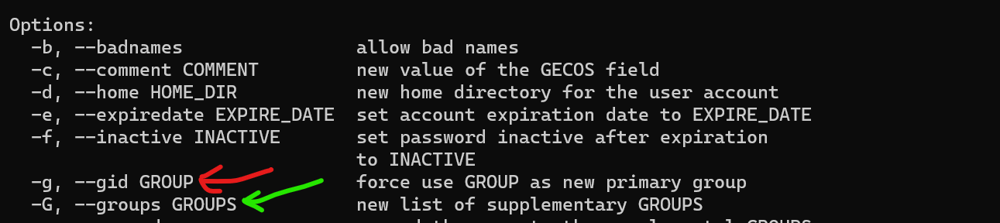 Options:
-b, --badnames allow bad names
-c, --comment COMMENT new value of the GECOS field
-d, --home HOME_DIR new home directory for the user account
-e, --expiredate EXPIRE_DATE set account expiration date to EXPIRE_DATE
-f, --inactive INACTIVE set password inactive after expiration
to INACTIVE
-g, --gid GROUP force use GROUP as new primary group
-G, --groups GROUPS new list of supplementary GROUPS